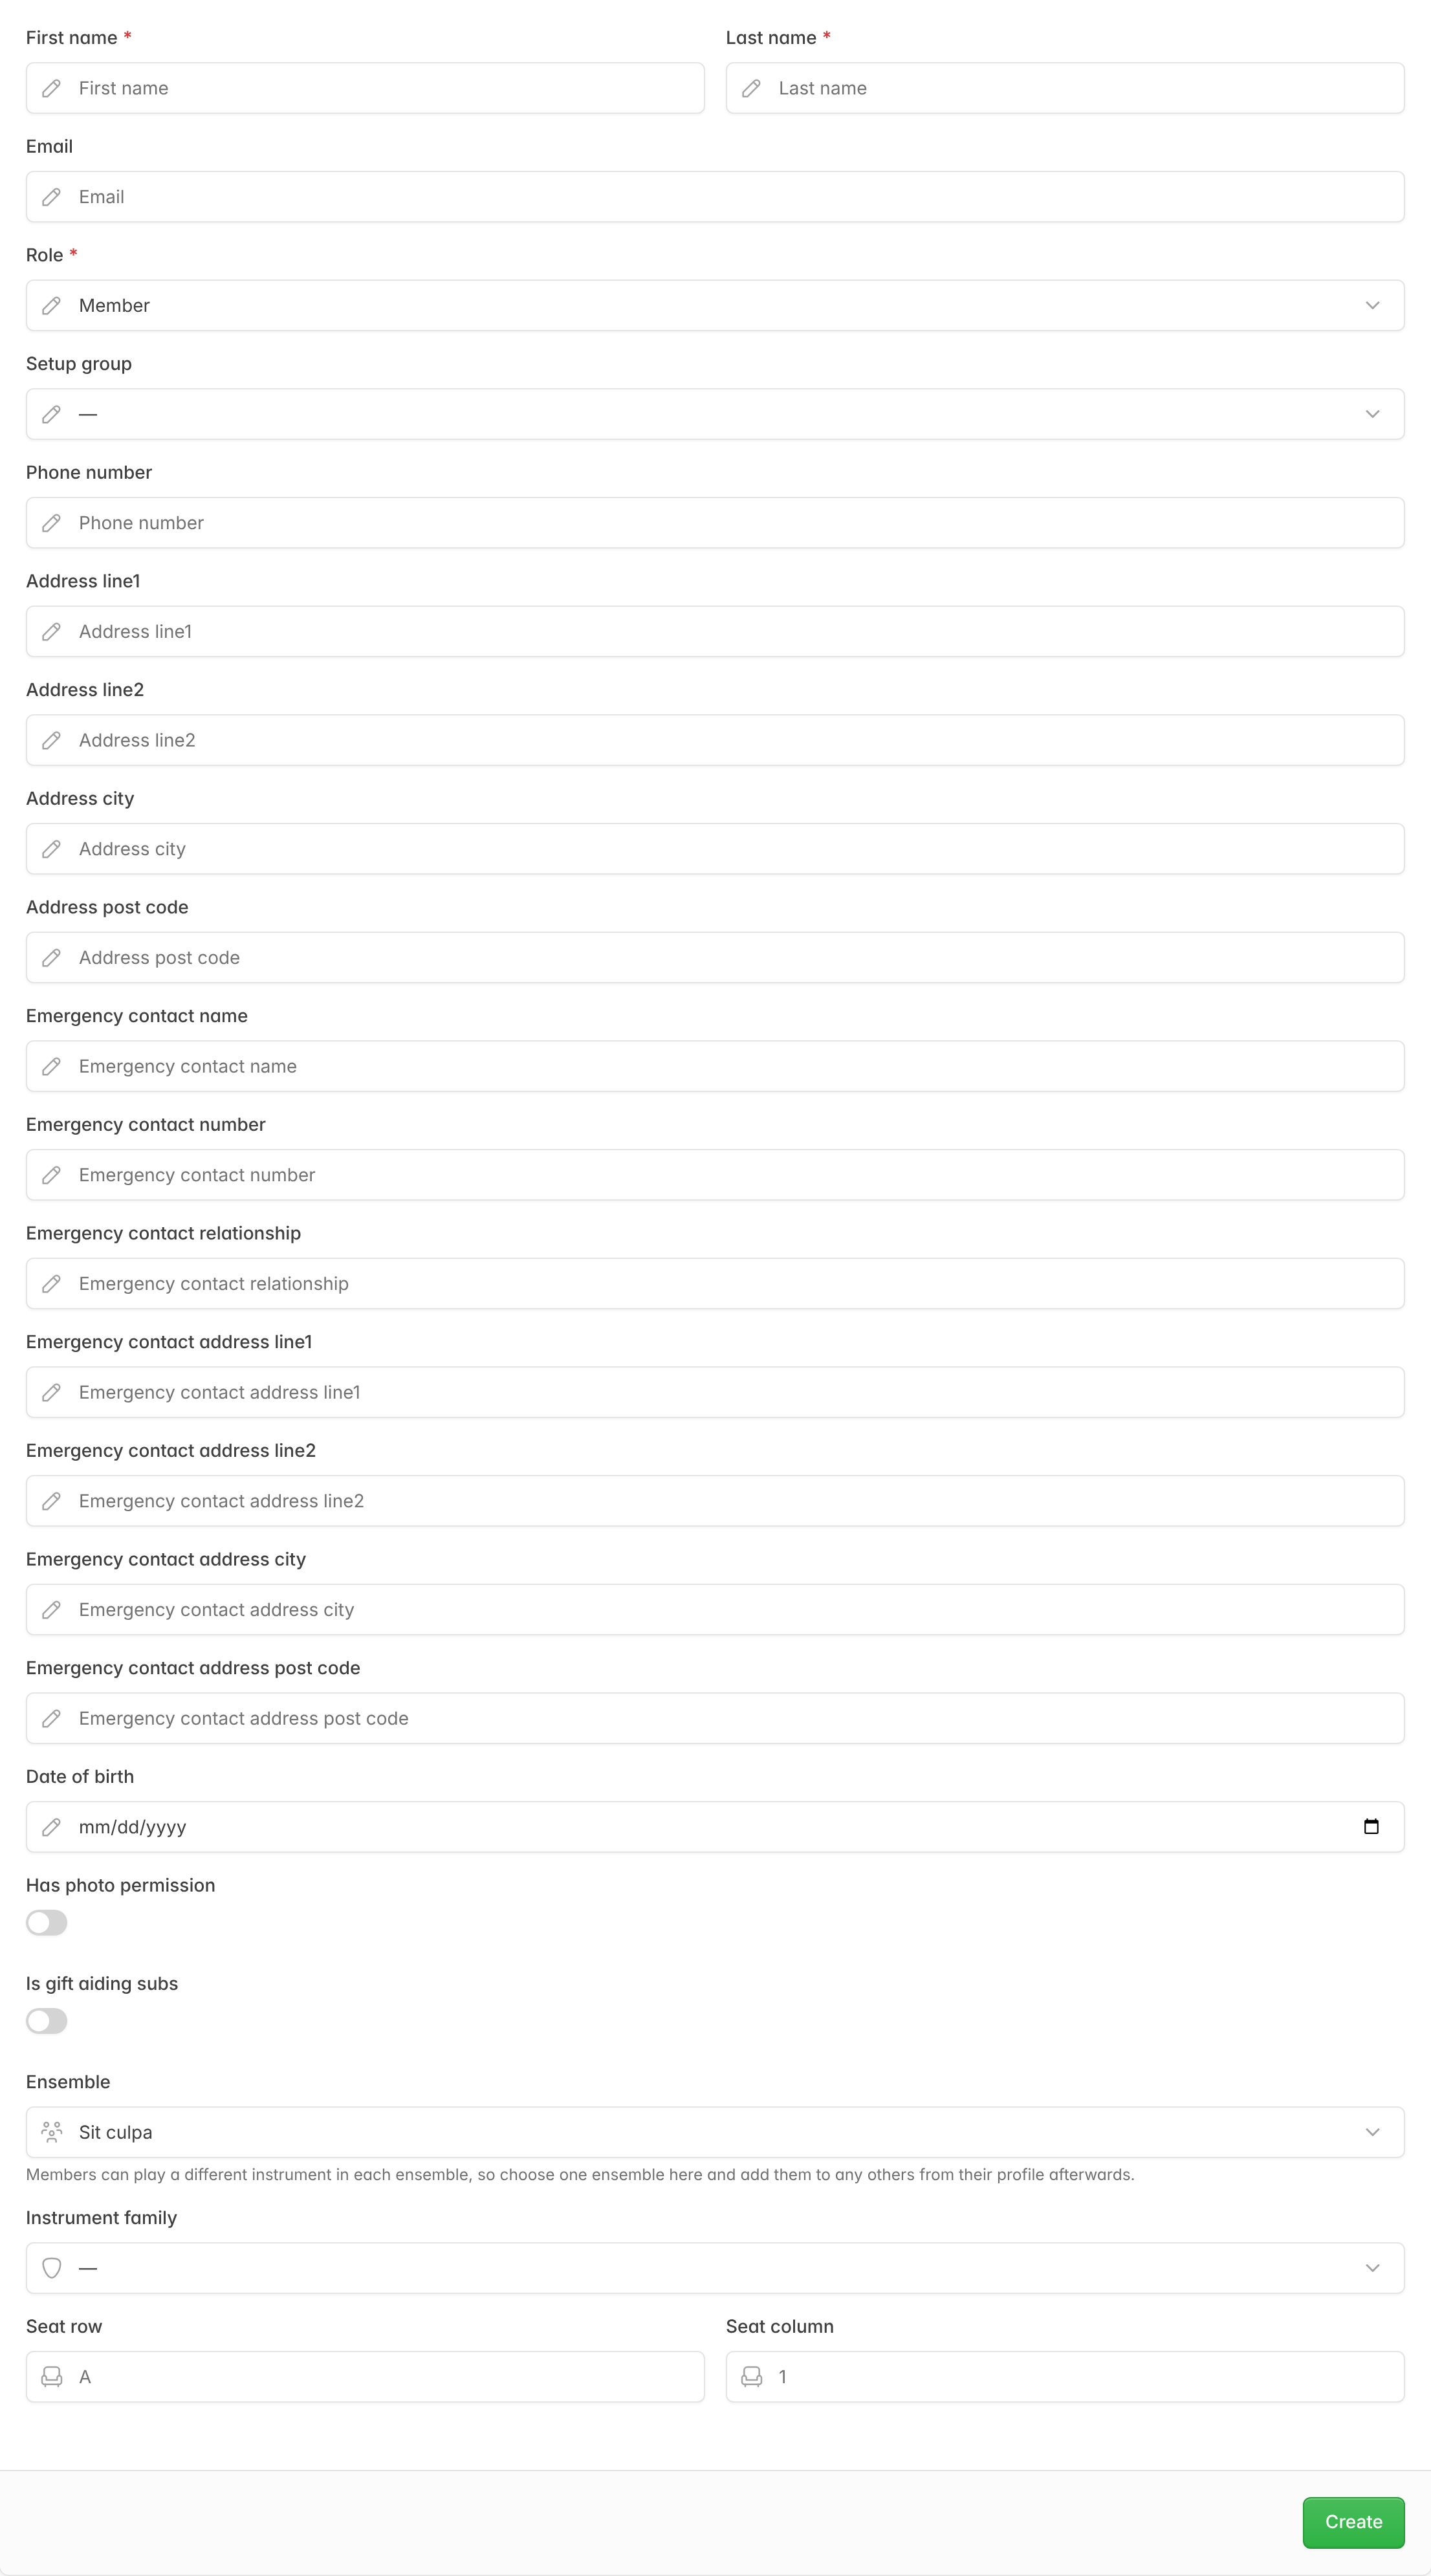 First name *
Last name *
First name
Last name
Email
Email
Role *
Member
Setup group
—
Phone number
Phone number
Address line1
Address line1
Address line2
Address line2
Address city
Address city
Address post code
Address post code
Emergency contact name
Emergency contact name
Emergency contact number
Emergency contact number
Emergency contact relationship
Emergency contact relationship
Emergency contact address line1
Emergency contact address line1
Emergency contact address line2
Emergency contact address line2
Emergency contact address city
Emergency contact address city
Emergency contact address post code
Emergency contact address post code
Date of birth
mm/dd/yyyy
Has photo permission
Is gift aiding subs
Ensemble
Sit culpa
Members can play a different instrument in each ensemble, so choose one ensemble here and add them to any others from their profile afterwards.
Instrument family
—
Seat row
Seat column
A
1
Create